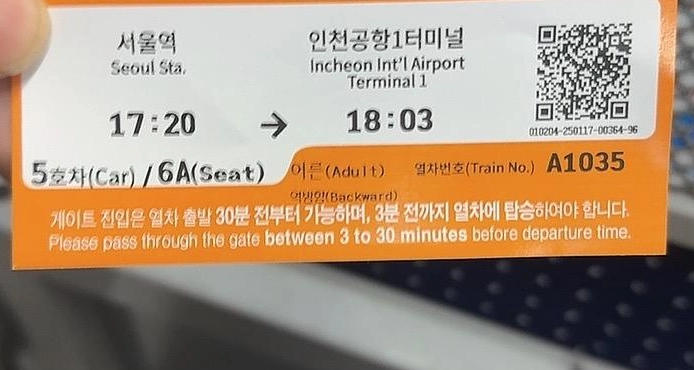 서울역
Seoul Sta.
17:20
→
인천공항1터미널
Incheon Int'l Airport
Terminal 1
18:03
010204-250117-00364-96
5호차(Car) / 6A(Seat)
어른(Adult)
열차번호(Train No.) A1035
역방향(Backward)
게이트 진입은 열차 출발 30분 전부터 가능하며, 3분 전까지 열차에 탑승하여야 합니다.
Please pass through the gate between 3 to 30 minutes before departure time.